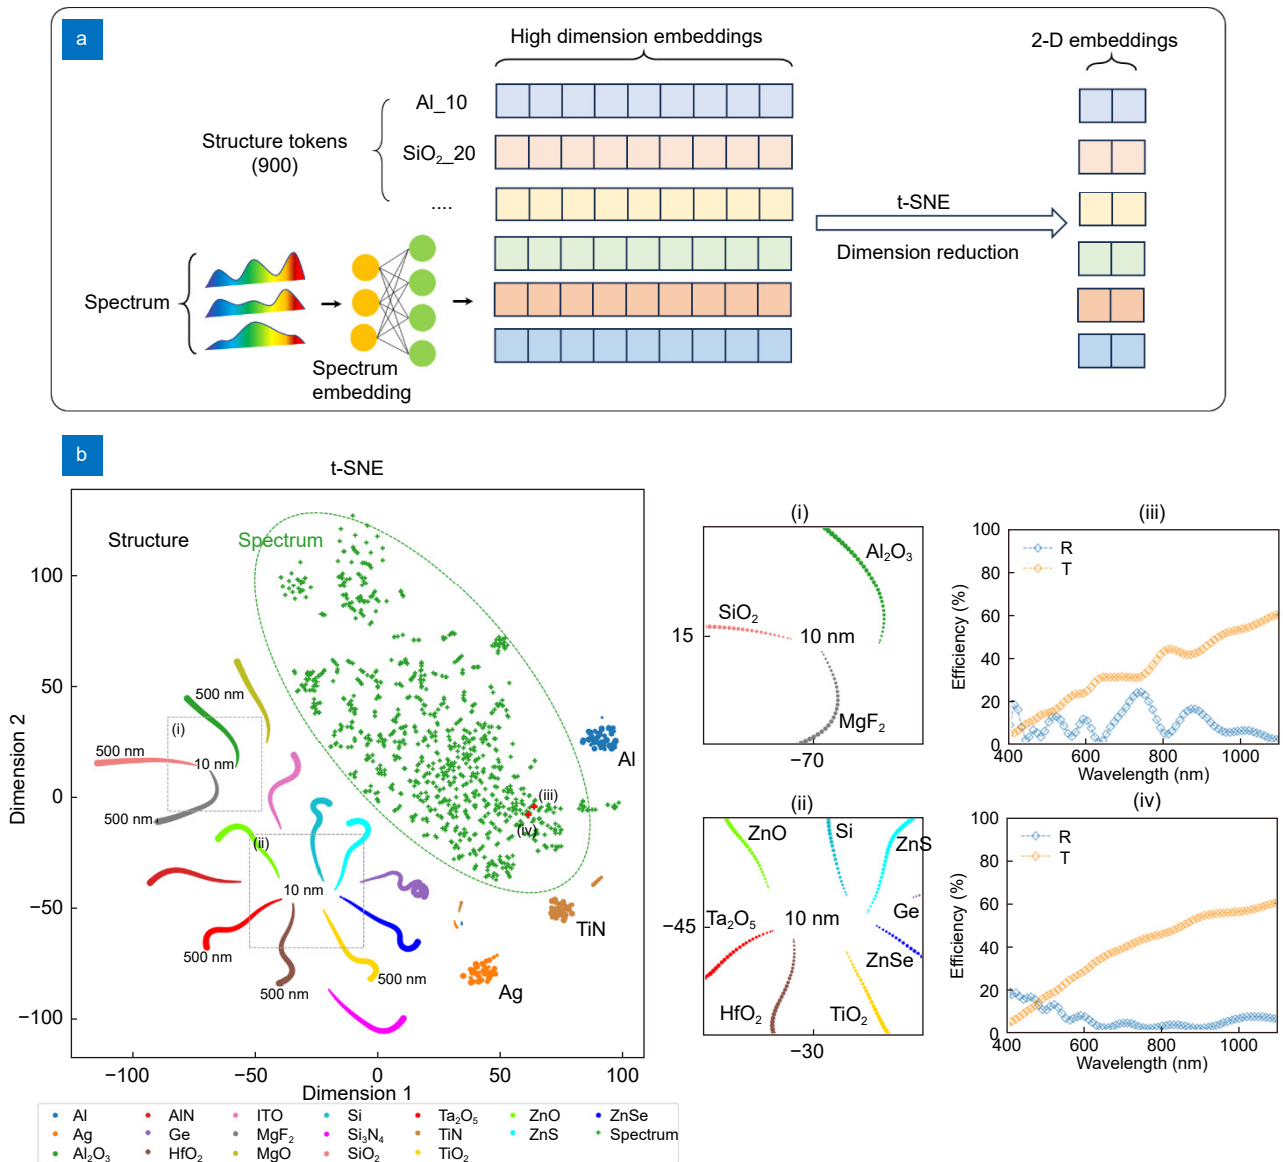 a
High dimension embeddings
2-D embeddings
Al_10
Structure tokens
(900)
SiO₂_20
....
t-SNE
Dimension reduction
Spectrum
Spectrum
embedding
b
t-SNE
Structure
Spectrum
100
50
0
−50
−100
Dimension 2
−100
−50
0
50
100
Dimension 1
500 nm
(i)
500 nm
10 nm
500 nm
(ii)
10 nm
500 nm
500 nm
500 nm
Al
(iii)
(iv)
TiN
Ag
Al
AlN
ITO
Si
Ta₂O₅
ZnO
ZnSe
Ag
Ge
MgF₂
Si₃N₄
TiN
ZnS
Spectrum
Al₂O₃
HfO₂
MgO
SiO₂
TiO₂
(i)
Al₂O₃
SiO₂
15
10 nm
MgF₂
−70
(ii)
ZnO
Si
ZnS
Ge
Ta₂O₅
10 nm
−45
ZnSe
HfO₂
TiO₂
−30
(iii)
R
T
100
80
60
40
20
0
Efficiency (%)
400
600
800
1000
Wavelength (nm)
(iv)
R
T
100
80
60
40
20
0
Efficiency (%)
400
600
800
1000
Wavelength (nm)